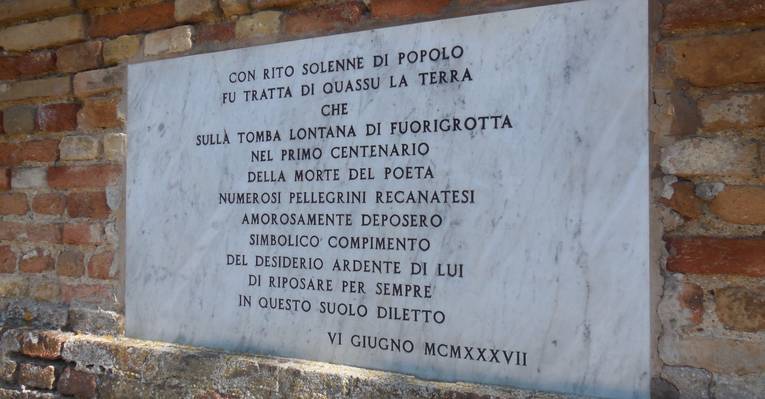 CON RITO SOLENNE DI POPOLO
FU TRATTA DI QUASSU LA TERRA
CHE
SULLA TOMBA LONTANA DI FUORIGROTTA
NEL PRIMO CENTENARIO
DELLA MORTE DEL POETA
NUMEROSI PELLEGRINI RECANATESI
AMOROSAMENTE DEPOSERO
SIMBOLICO COMPIMENTO
DEL DESIDERIO ARDENTE DI LUI
DI RIPOSARE PER SEMPRE
IN QUESTO SUOLO DILETTO
VI GIUGNO MCMXXXVII